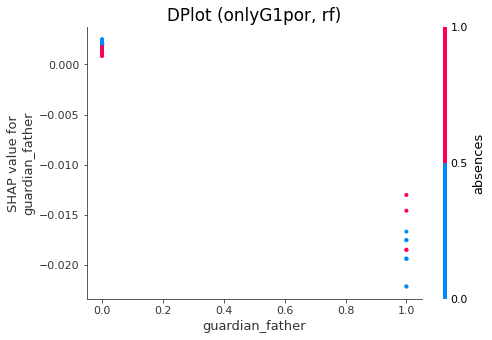 DPlot (onlyG1por, rf)
0.000
−0.005
−0.010
−0.015
−0.020
SHAP value for
guardian_father
0.0
0.2
0.4
0.6
0.8
1.0
guardian_father
1.0
0.5
0.0
absences